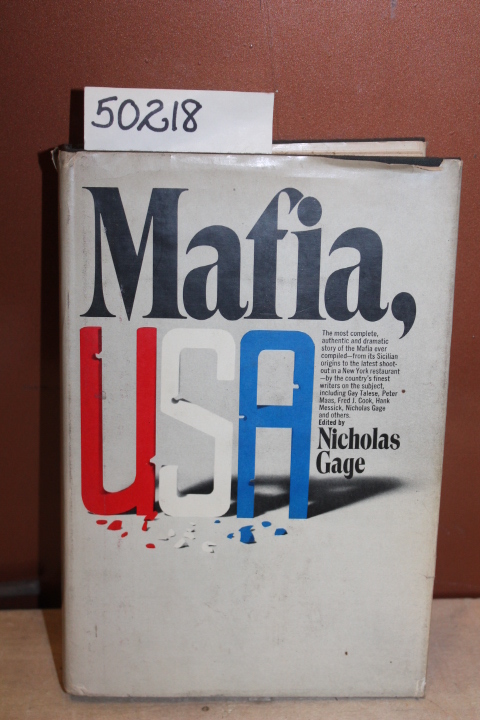 50218
Mafia,
USA
The most complete,
authentic and dramatic
story of the Mafia ever
compiled—from its Sicilian
origins to the latest shoot-
out in a New York restaurant
—by the country's finest
writers on the subject,
including Gay Talese, Peter
Maas, Fred J. Cook, Hank
Messick, Nicholas Gage
and others.
Edited by
Nicholas
Gage